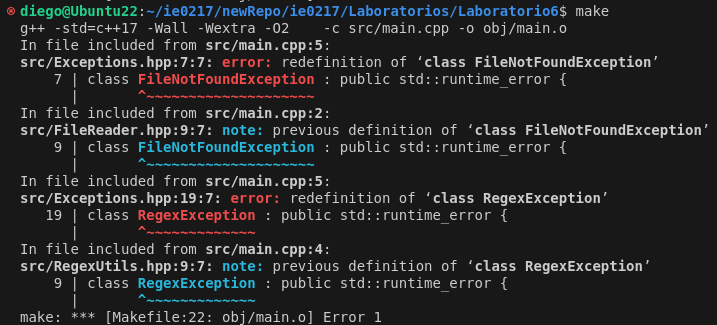 ⊗ diego@Ubuntu22:~/ie0217/newRepo/ie0217/Laboratorios/Laboratorio6$ make
g++ -std=c++17 -Wall -Wextra -O2    -c src/main.cpp -o obj/main.o
In file included from src/main.cpp:5:
src/Exceptions.hpp:7:7: error: redefinition of ‘class FileNotFoundException’
    7 | class FileNotFoundException : public std::runtime_error {
      |       ^~~~~~~~~~~~~~~~~~~~~
In file included from src/main.cpp:2:
src/FileReader.hpp:9:7: note: previous definition of ‘class FileNotFoundException’
    9 | class FileNotFoundException : public std::runtime_error {
      |       ^~~~~~~~~~~~~~~~~~~~~
In file included from src/main.cpp:5:
src/Exceptions.hpp:19:7: error: redefinition of ‘class RegexException’
   19 | class RegexException : public std::runtime_error {
      |       ^~~~~~~~~~~~~~
In file included from src/main.cpp:4:
src/RegexUtils.hpp:9:7: note: previous definition of ‘class RegexException’
    9 | class RegexException : public std::runtime_error {
      |       ^~~~~~~~~~~~~~
make: *** [Makefile:22: obj/main.o] Error 1